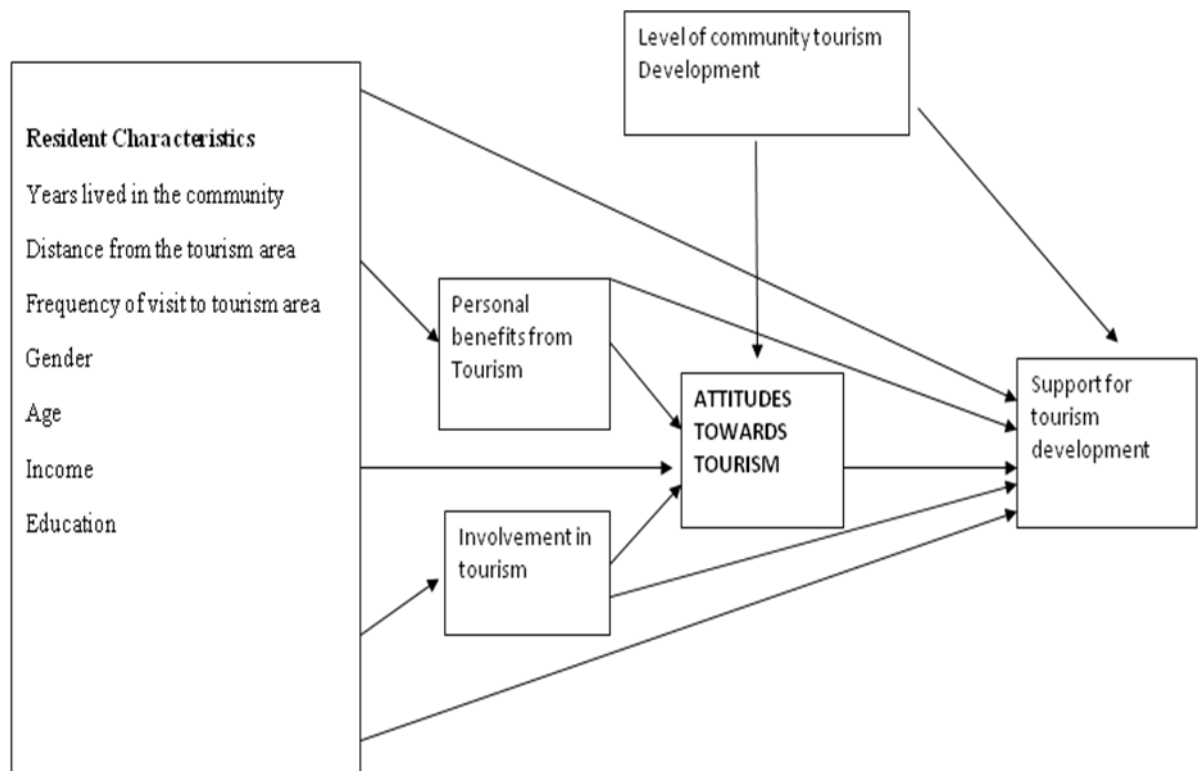 Level of community tourism
Development
Resident Characteristics
Years lived in the community
Distance from the tourism area
Frequency of visit to tourism area
Gender
Age
Income
Education
Personal
benefits from
Tourism
Involvement in
tourism
ATTITUDES
TOWARDS
TOURISM
Support for
tourism
development